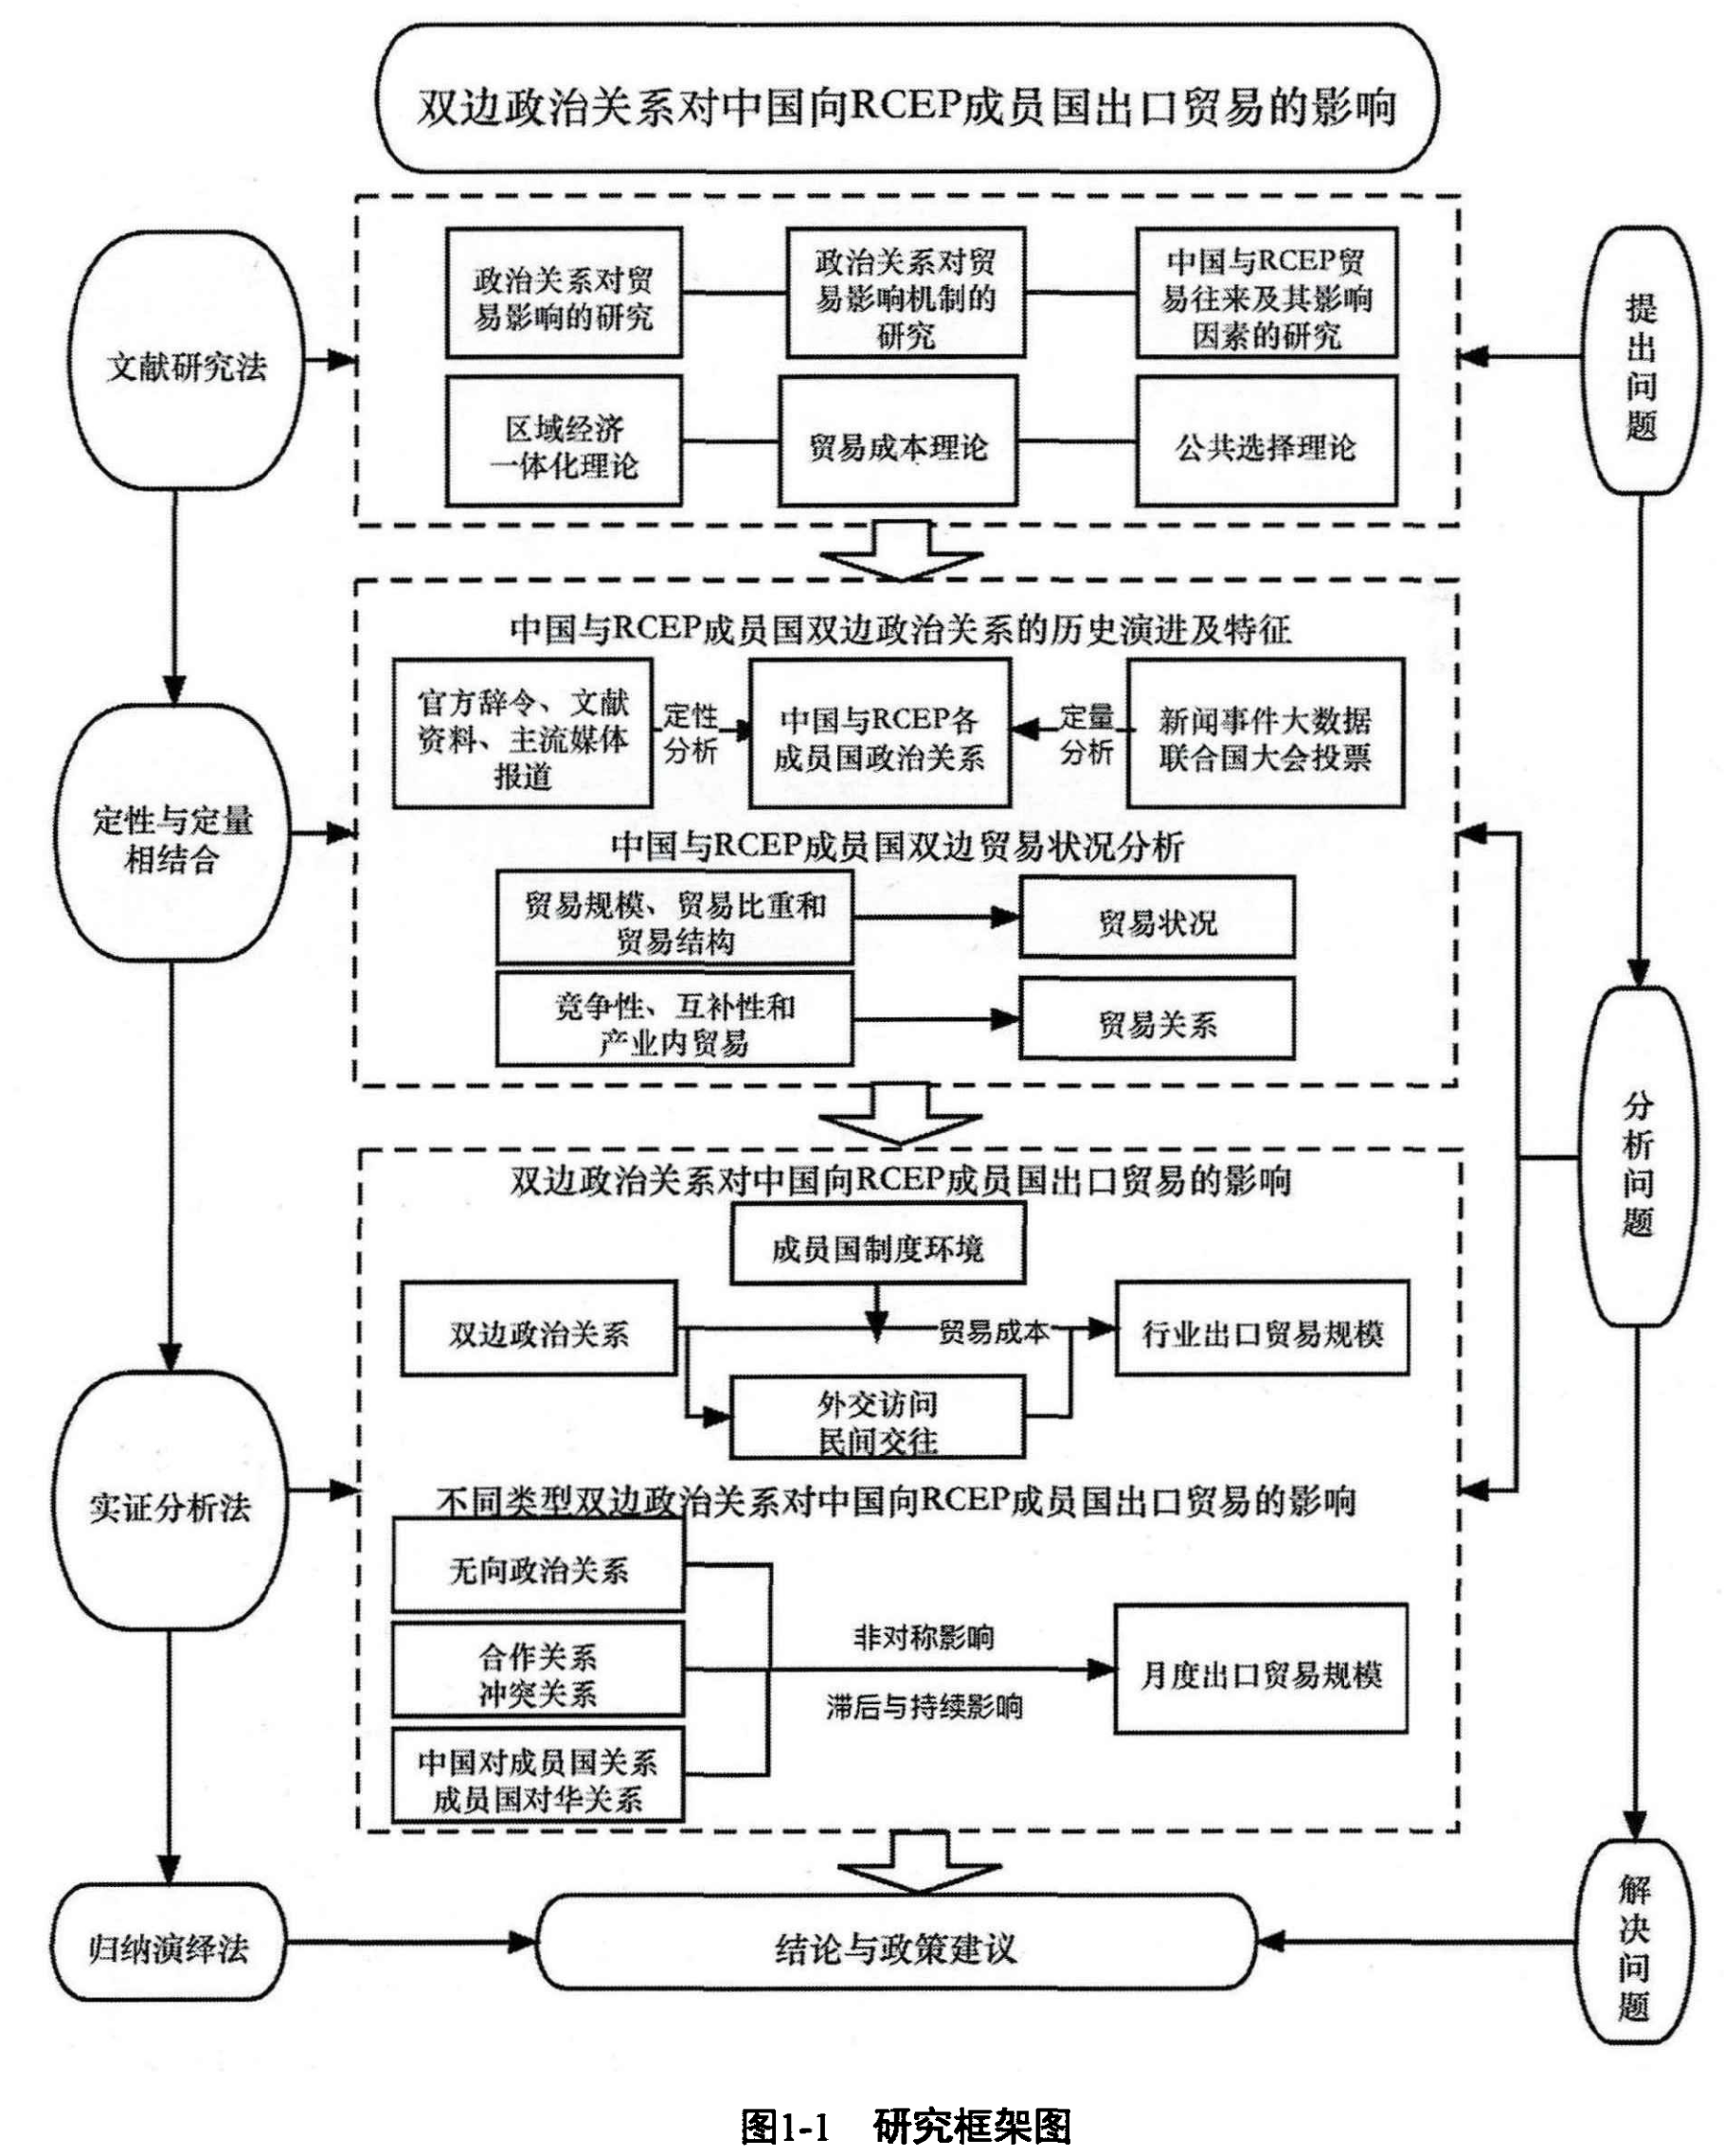 双边政治关系对中国向RCEP成员国出口贸易的影响
文献研究法
政治关系对贸
易影响的研究
政治关系对贸
易影响机制的
研究
中国与RCEP贸
易往来及其影响
因素的研究
提
出
问
题
区域经济
一体化理论
贸易成本理论
公共选择理论
定性与定量
相结合
中国与RCEP成员国双边政治关系的历史演进及特征
官方辞令、文献
资料、主流媒体
报道
定性
分析
中国与RCEP各
成员国政治关系
定量
分析
新闻事件大数据
联合国大会投票
中国与RCEP成员国双边贸易状况分析
贸易规模、贸易比重和
贸易结构
贸易状况
竞争性、互补性和
产业内贸易
贸易关系
分
析
问
题
实证分析法
双边政治关系对中国向RCEP成员国出口贸易的影响
成员国制度环境
双边政治关系
贸易成本
行业出口贸易规模
外交访问
民间交往
不同类型双边政治关系对中国向RCEP成员国出口贸易的影响
无向政治关系
合作关系
冲突关系
中国对成员国关系
成员国对华关系
非对称影响
滞后与持续影响
月度出口贸易规模
归纳演绎法
结论与政策建议
解
决
问
题
图1-1 研究框架图